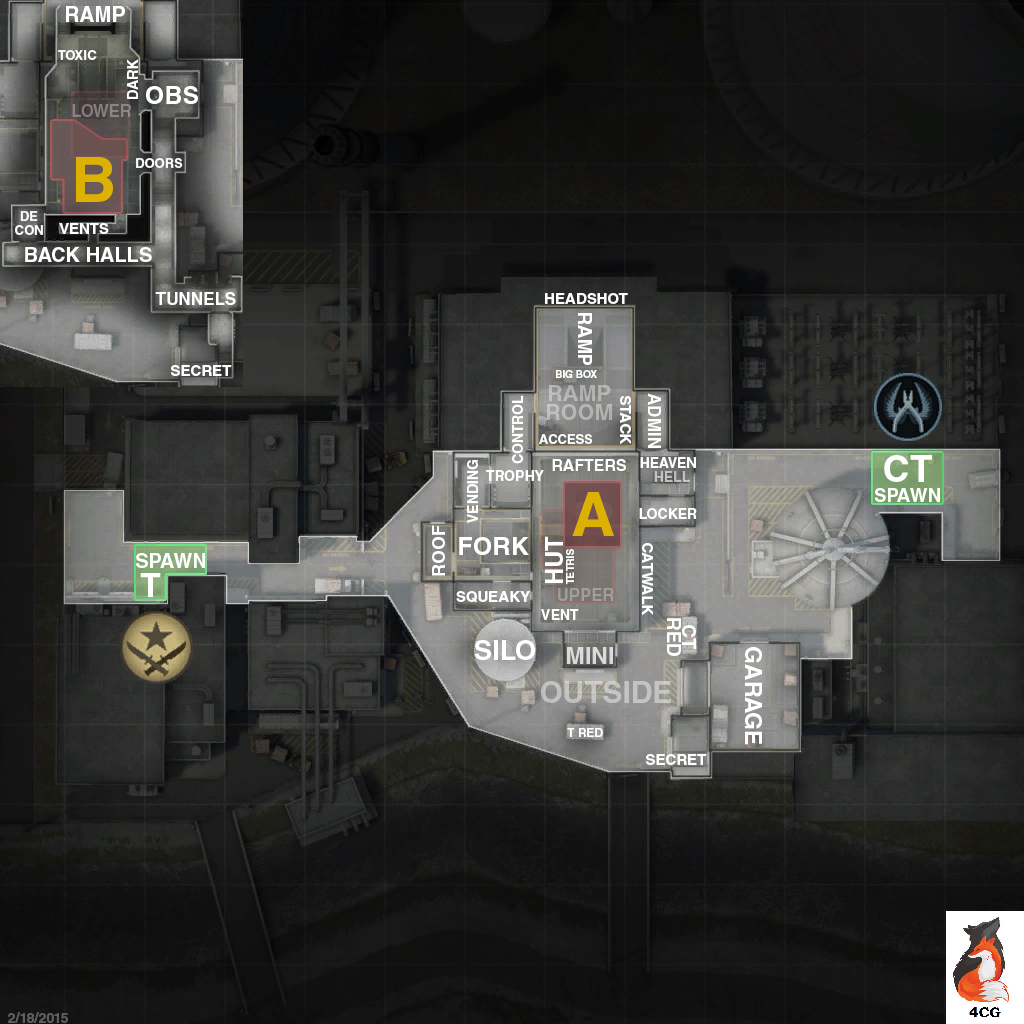 RAMP
TOXIC
DARK
OBS
LOWER
B
DOORS
DE
CON
VENTS
BACK HALLS
TUNNELS
SECRET
HEADSHOT
RAMP
BIG BOX
RAMP
ROOM
STACK
ADMIN
CONTROL
ACCESS
RAFTERS
HEAVEN
HELL
VENDING
TROPHY
A
LOCKER
CT
SPAWN
ROOF
FORK
HUT
TETRIS
CATWALK
SPAWN
T
SQUEAKY
UPPER
VENT
SILO
MINI
CT
RED
GARAGE
OUTSIDE
T RED
SECRET
4CG
2/18/2015